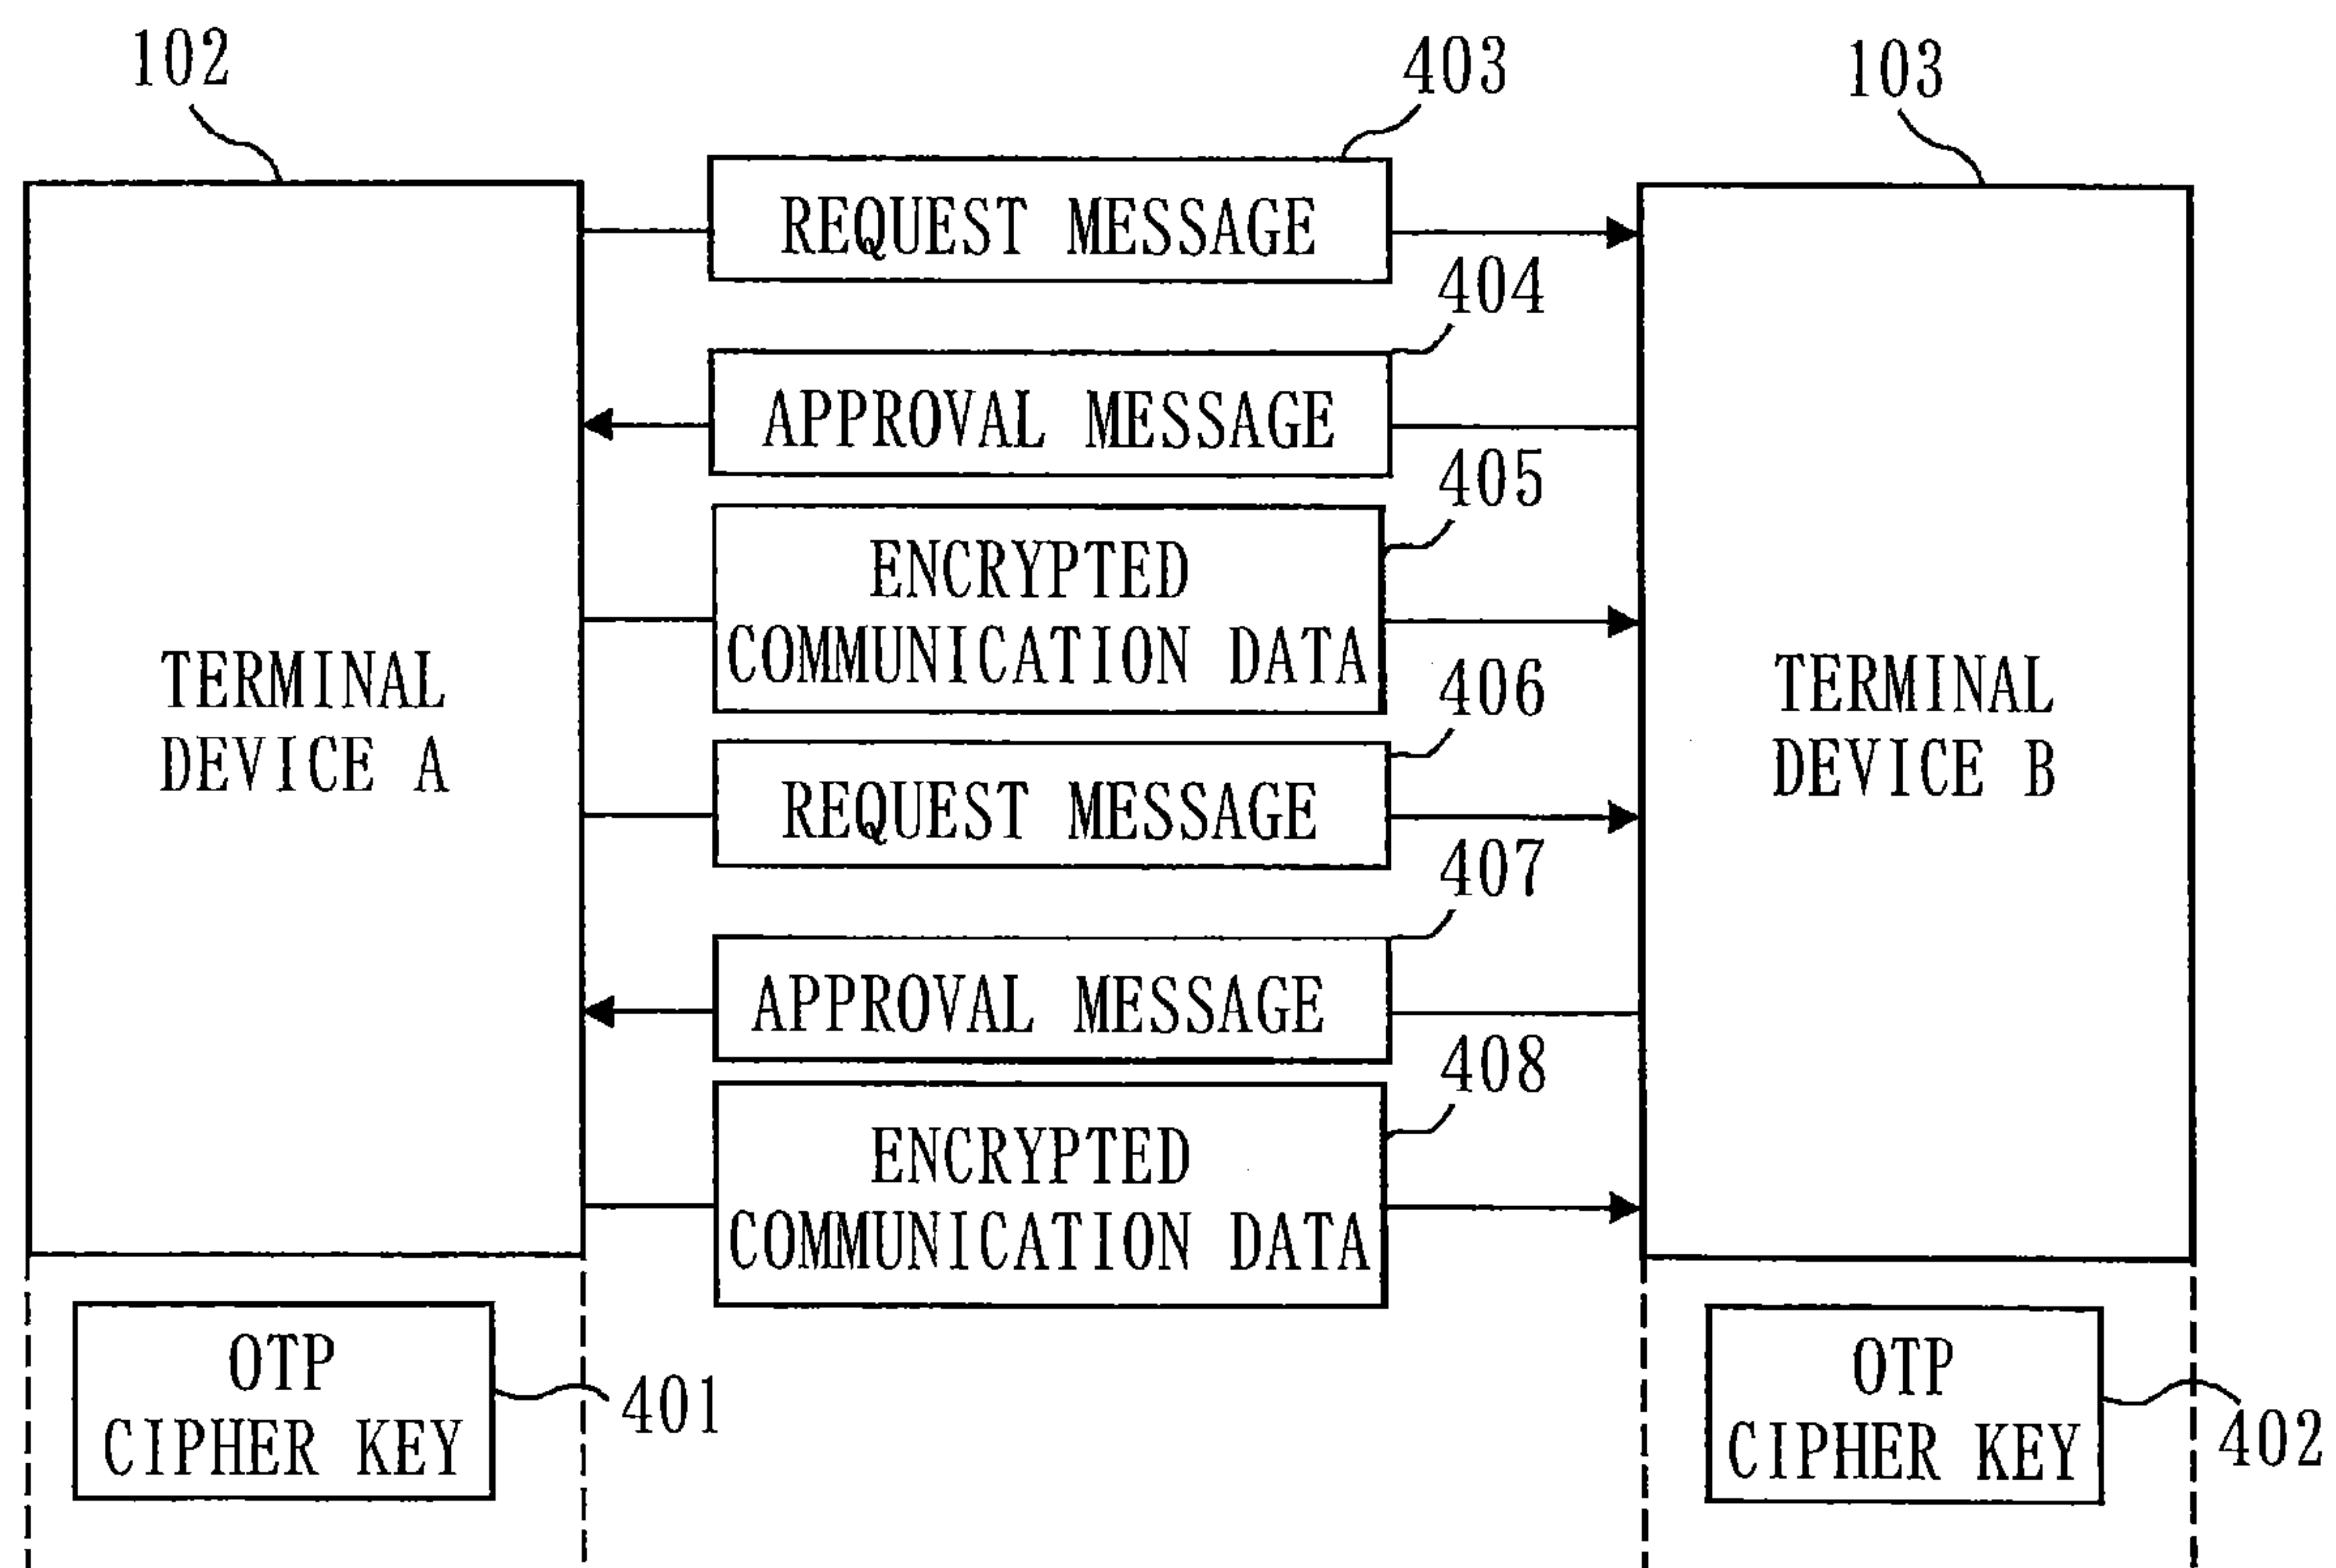 102
403
103
REQUEST MESSAGE
404
APPROVAL MESSAGE
405
ENCRYPTED
COMMUNICATION DATA
406
TERMINAL
DEVICE A
TERMINAL
DEVICE B
REQUEST MESSAGE
407
APPROVAL MESSAGE
408
ENCRYPTED
COMMUNICATION DATA
OTP
CIPHER KEY
401
OTP
CIPHER KEY
402